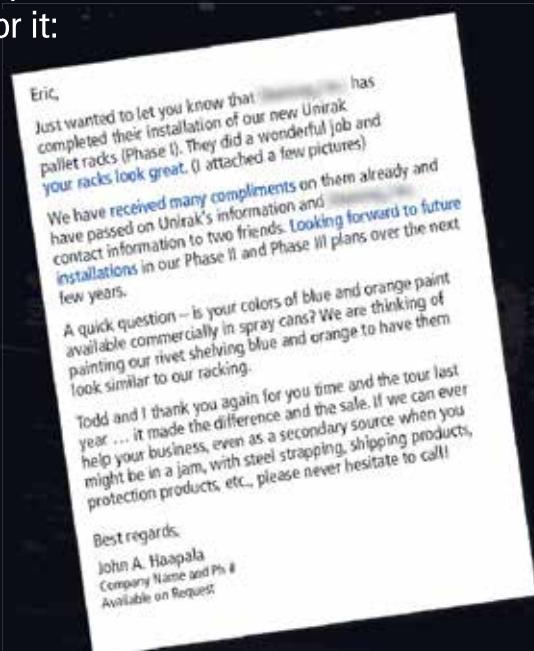 or it:
Eric,
Just wanted to let you know that has
completed their installation of our new Unirak
pallet racks (Phase I). They did a wonderful job and
your racks look great. (I attached a few pictures)
We have received many compliments on them already and
have passed on Unirak's information and
contact information to two friends. Looking forward to future
installations in our Phase II and Phase III plans over the next
few years.
A quick question – is your colors of blue and orange paint
available commercially in spray cans? We are thinking of
painting our rivet shelving blue and orange to have them
look similar to our racking.
Todd and I thank you again for you time and the tour last
year ... it made the difference and the sale. If we can ever
help your business, even as a secondary source when you
might be in a jam, with steel strapping, shipping products,
protection products, etc., please never hesitate to call!
Best regards,
John A. Haapala
Company Name and Ph #
Available on Request